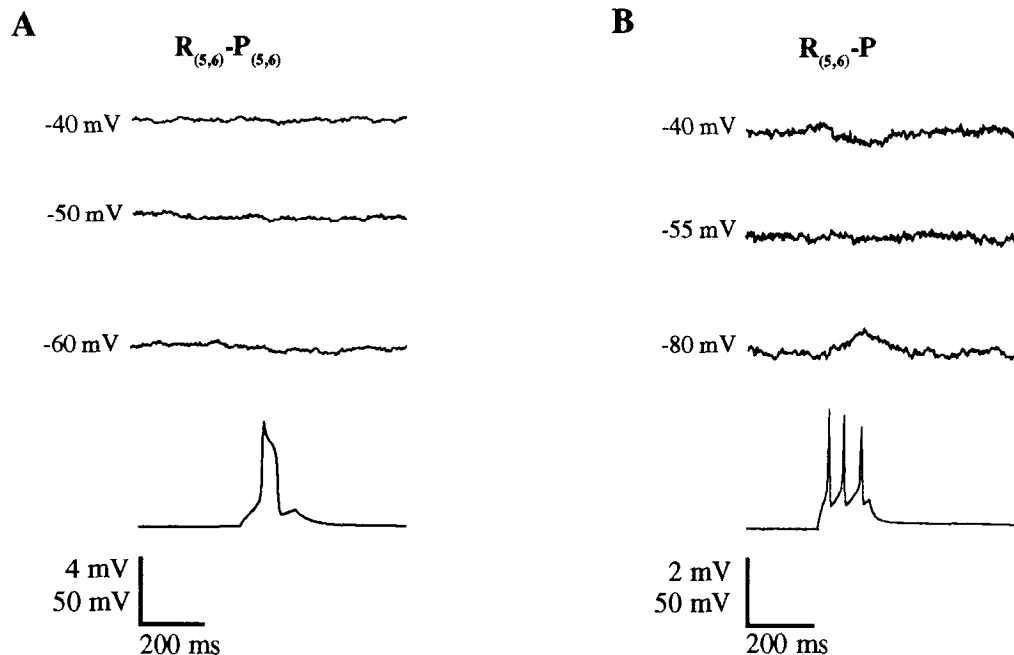 A
R(5,6)-P(5,6)
-40 mV
-50 mV
-60 mV
4 mV
50 mV
200 ms
B
R(5,6)-P
-40 mV
-55 mV
-80 mV
2 mV
50 mV
200 ms